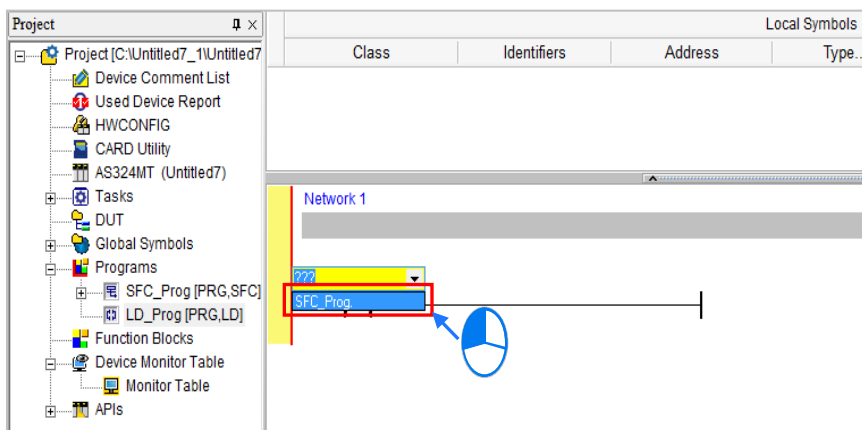 Project
Project [C:\Untitled7_1\Untitled7
Device Comment List
Used Device Report
HWCONFIG
CARD Utility
AS324MT (Untitled7)
Tasks
DUT
Global Symbols
Programs
SFC_Prog [PRG,SFC]
LD_Prog [PRG,LD]
Function Blocks
Device Monitor Table
Monitor Table
APIs
Local Symbols
Class Identifiers Address Type..
Network 1
???
SFC_Prog.